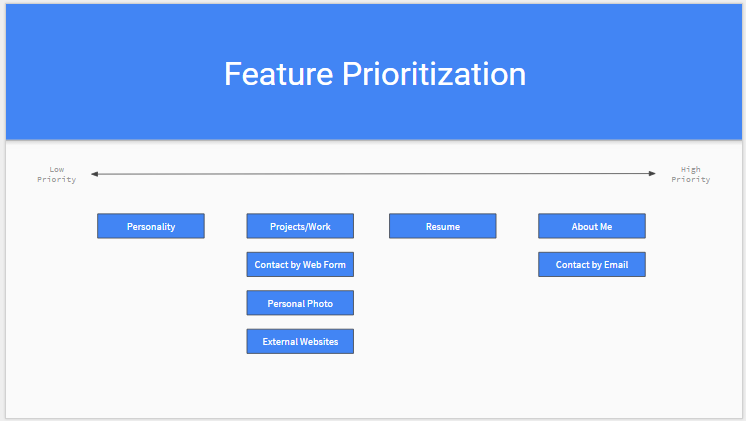 Feature Prioritization
Low
Priority
High
Priority
Personality
Projects/Work
Resume
About Me
Contact by Web Form
Contact by Email
Personal Photo
External Websites